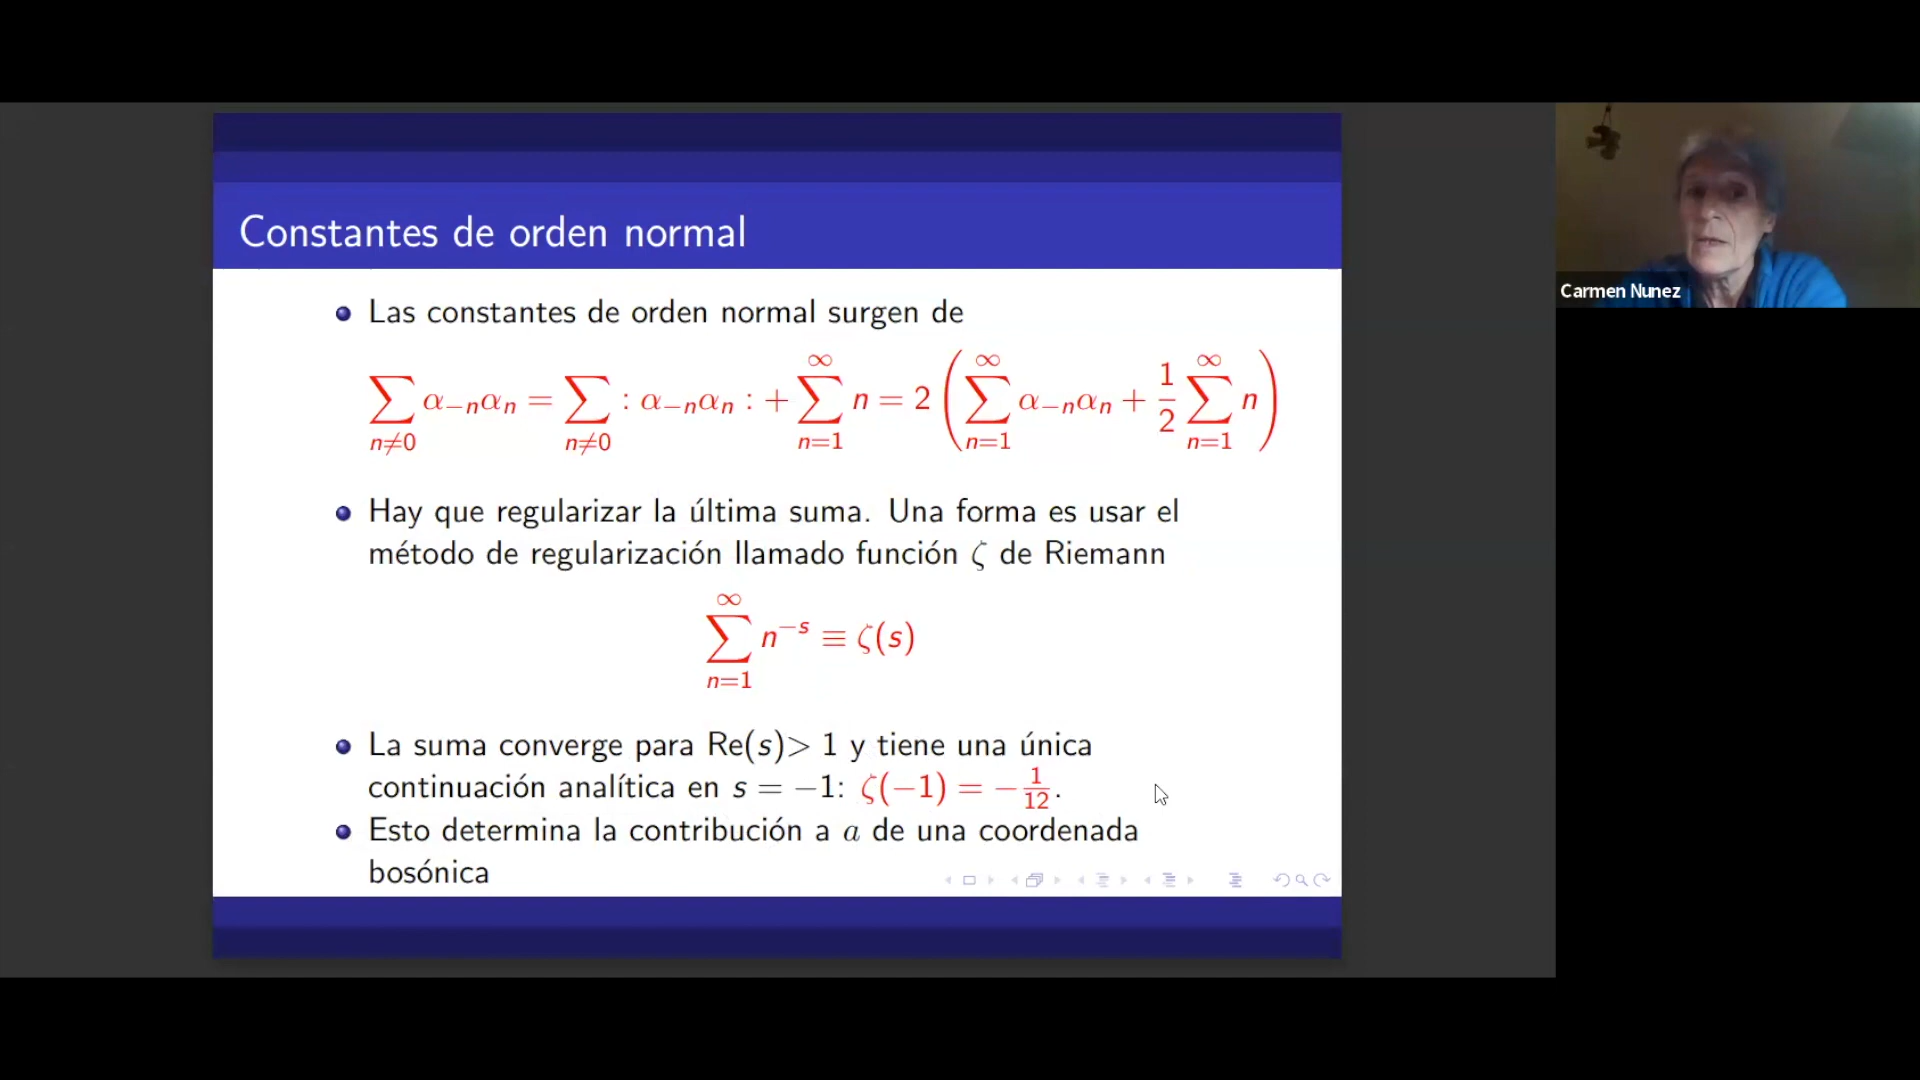 Constantes de orden normal
Las constantes de orden normal surgen de
∑_{n≠0} α_{−n}α_n = ∑_{n≠0} : α_{−n}α_n : + ∑_{n=1}^{∞} n = 2 ( ∑_{n=1}^{∞} α_{−n}α_n + 1/2 ∑_{n=1}^{∞} n )
Hay que regularizar la última suma. Una forma es usar el
método de regularización llamado función ζ de Riemann
∑_{n=1}^{∞} n^{−s} ≡ ζ(s)
La suma converge para Re(s)> 1 y tiene una única
continuación analítica en s = −1: ζ(−1) = −1/12.
Esto determina la contribución a a de una coordenada
bosónica
Carmen Nunez